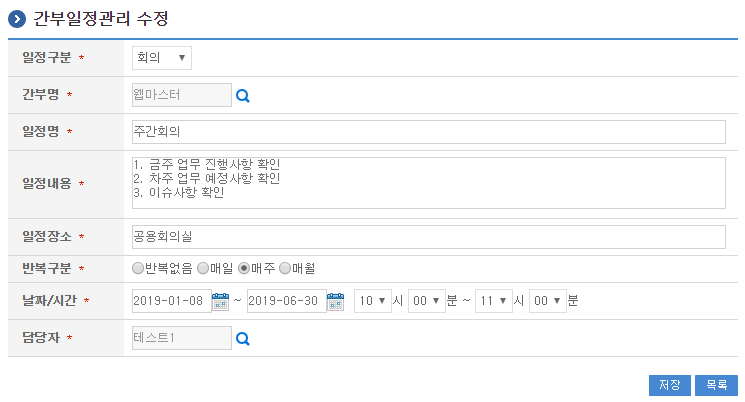 간부일정관리 수정
일정구분 * 회의
간부명 * 웹마스터
일정명 * 주간회의
일정내용 * 1. 금주 업무 진행사항 확인
2. 차주 업무 예정사항 확인
3. 이슈사항 확인
일정장소 * 공용회의실
반복구분 * 반복없음 매일 매주 매월
날짜/시간 * 2019-01-08 ~ 2019-06-30 10 시 00 분 ~ 11 시 00 분
담당자 * 테스트1
저장 목록